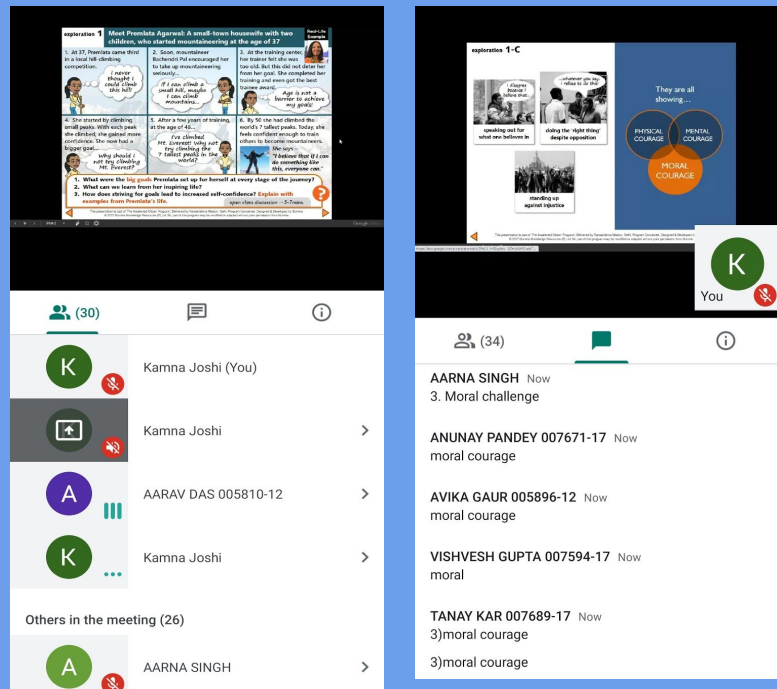 exploration 1 Meet Premlata Agarwal: A small-town housewife with two
children, who started mountaineering at the age of 37
Real-Life
Example
1. At 37, Premlata came third
in a local hill-climbing
competition.
I never
thought I
could climb
this hill!
2. Soon, mountaineer
Bachendri Pal encouraged her
to take up mountaineering
seriously...
If I can climb a
small hill, maybe
I can climb
mountains...
3. At the training center,
her trainer felt she was
too old. But this did not deter her
from her goal. She completed her
training and even got the best
trainee award.
Age is not a
barrier to achieve
my goals!
4. She started by climbing
small peaks. With each peak
she climbed, she gained more
confidence. She now had a
bigger goal...
Why should I
not try climbing
Mt. Everest?
5. After a few years of training,
at the age of 48...
I've climbed
Mt. Everest! Why not
try climbing the
7 tallest peaks in the
world?
6. By 50 she had climbed the
world's 7 tallest peaks. Today, she
feels confident enough to train
others to become mountaineers.
She says -
"I believe that if I can
do something like
this, everyone can."
1. What were the big goals Premlata set up for herself at every stage of the journey?
2. What can we learn from her inspiring life?
3. How does striving for goals lead to increased self-confidence? Explain with
examples from Premlata's life.
open class discussion – 5-7mins.
?
(30)
K
Kamna Joshi (You)
Kamna Joshi
A
AARAV DAS 005810-12
K
Kamna Joshi
Others in the meeting (26)
A
AARNA SINGH
exploration 1-C
I disagree
because I
believe that...
speaking out for
what one believes in
whatever you say,
I refuse to do this
doing the 'right thing'
despite opposition
standing up
against injustice
They are all
showing...
PHYSICAL
COURAGE
MENTAL
COURAGE
MORAL
COURAGE
K
You
(34)
AARNA SINGH Now
3. Moral challenge
ANUNAY PANDEY 007671-17 Now
moral courage
AVIKA GAUR 005896-12 Now
moral courage
VISHVESH GUPTA 007594-17 Now
moral
TANAY KAR 007689-17 Now
3)moral courage
3)moral courage